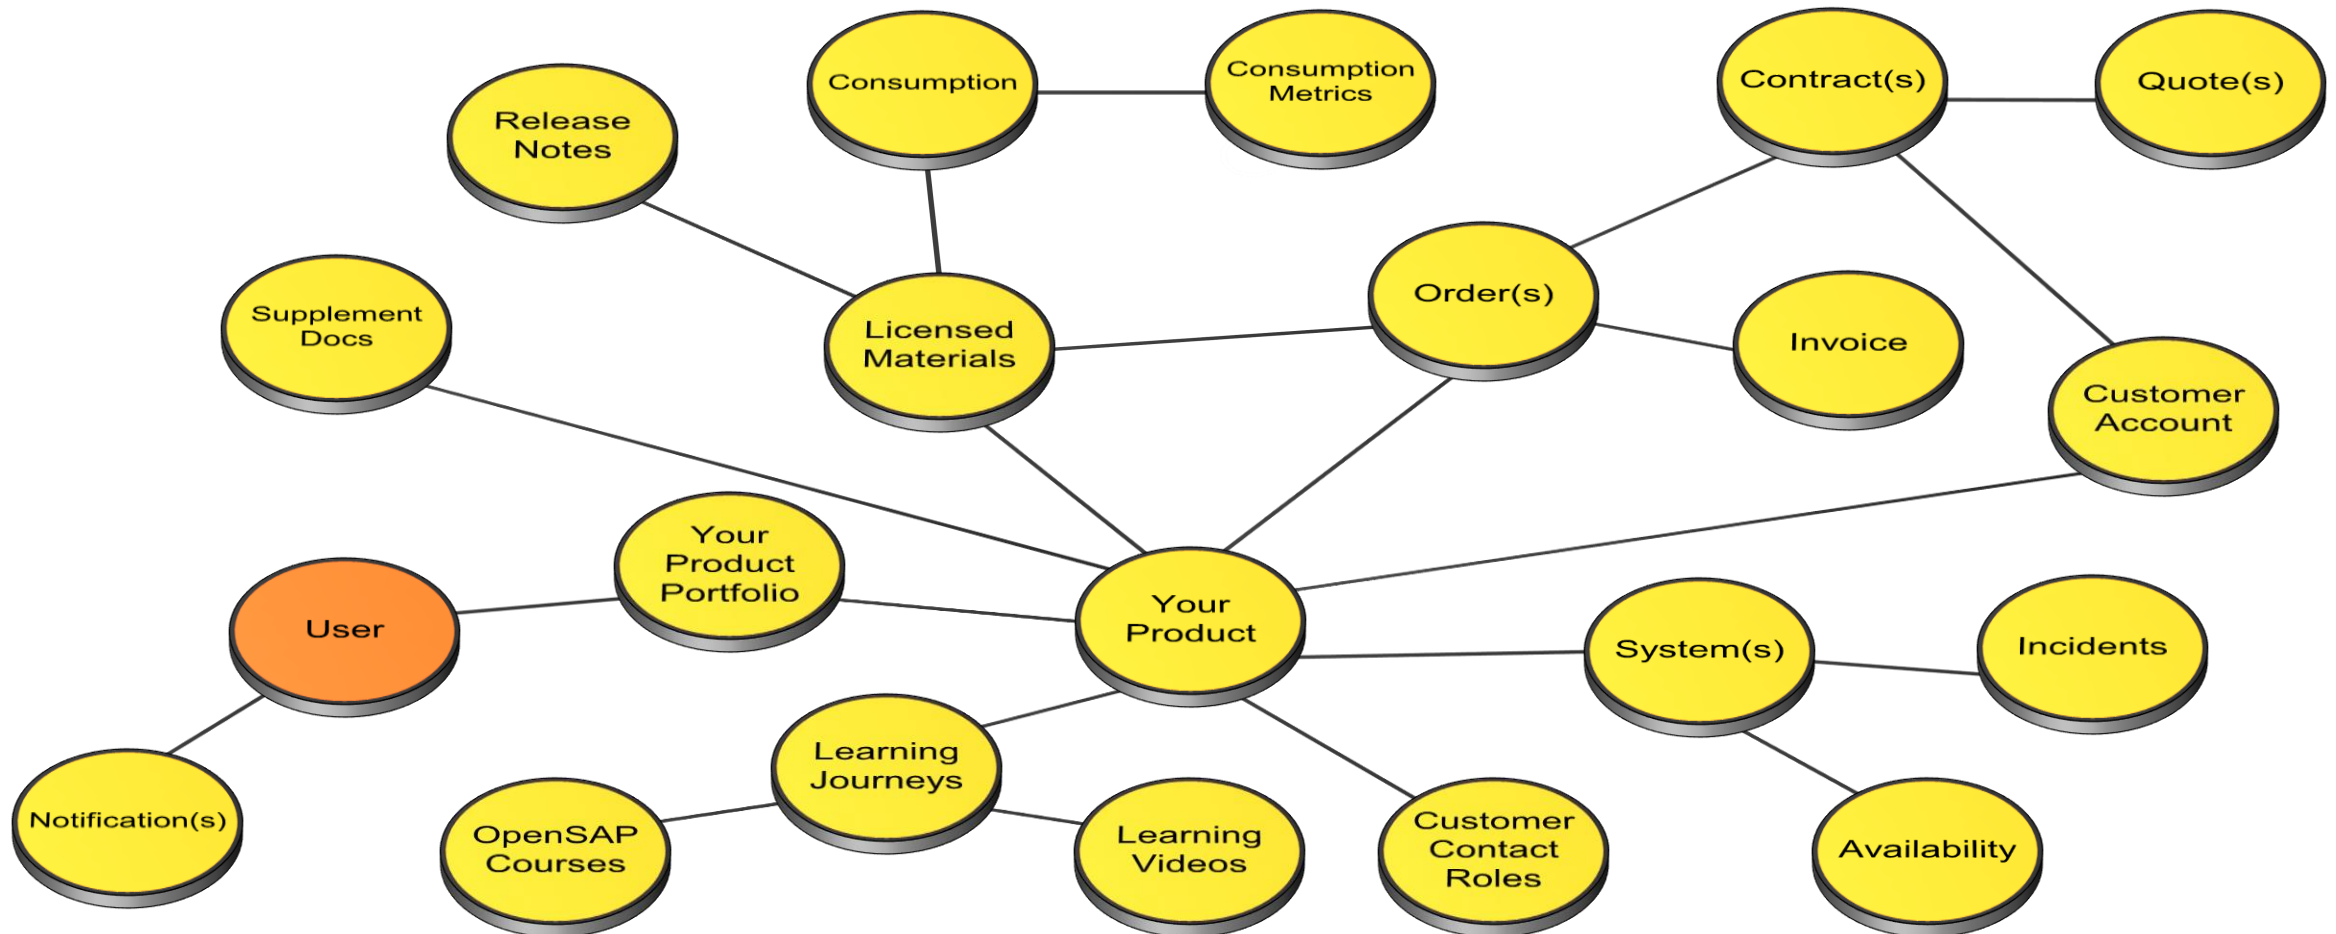 Consumption
Consumption
Metrics
Contract(s)
Quote(s)
Release
Notes
Supplement
Docs
Licensed
Materials
Order(s)
Invoice
Customer
Account
Your
Product
Portfolio
User
Your
Product
System(s)
Incidents
Learning
Journeys
Notification(s)
OpenSAP
Courses
Learning
Videos
Customer
Contact
Roles
Availability